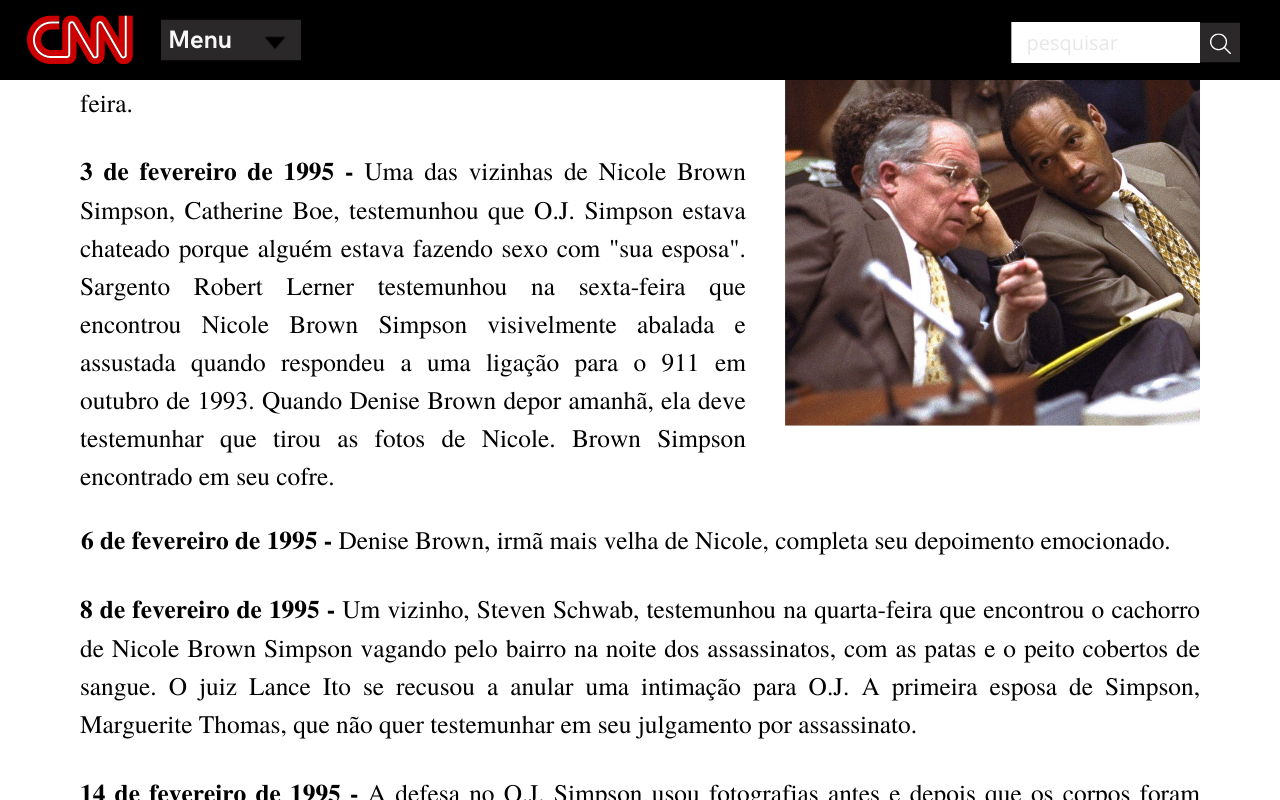 CNN
Menu
pesquisar
feira.
3 de fevereiro de 1995 - Uma das vizinhas de Nicole Brown
Simpson, Catherine Boe, testemunhou que O.J. Simpson estava
chateado porque alguém estava fazendo sexo com "sua esposa".
Sargento Robert Lerner testemunhou na sexta-feira que
encontrou Nicole Brown Simpson visivelmente abalada e
assustada quando respondeu a uma ligação para o 911 em
outubro de 1993. Quando Denise Brown depor amanhã, ela deve
testemunhar que tirou as fotos de Nicole. Brown Simpson
encontrado em seu cofre.
6 de fevereiro de 1995 - Denise Brown, irmã mais velha de Nicole, completa seu depoimento emocionado.
8 de fevereiro de 1995 - Um vizinho, Steven Schwab, testemunhou na quarta-feira que encontrou o cachorro
de Nicole Brown Simpson vagando pelo bairro na noite dos assassinatos, com as patas e o peito cobertos de
sangue. O juiz Lance Ito se recusou a anular uma intimação para O.J. A primeira esposa de Simpson,
Marguerite Thomas, que não quer testemunhar em seu julgamento por assassinato.
14 de fevereiro de 1995 - A defesa no O.J. Simpson usou fotografias antes e depois que os corpos foram